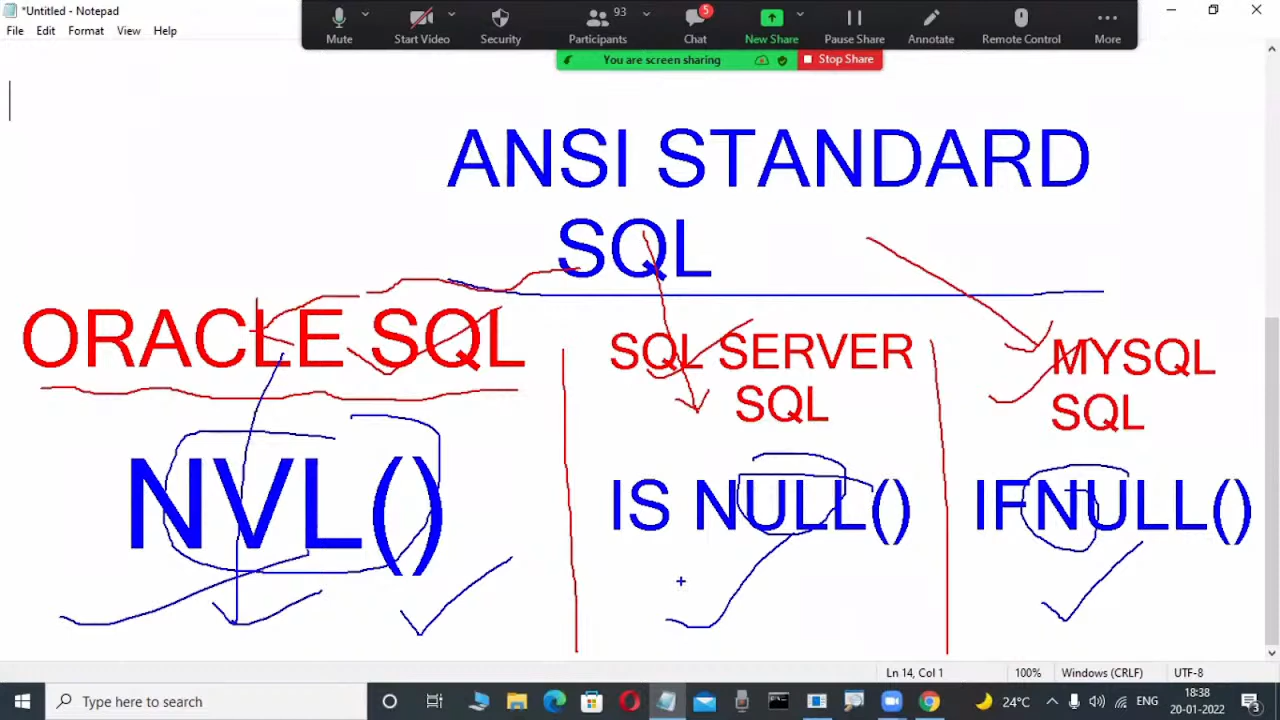 *Untitled - Notepad
File Edit Format View Help
Mute Start Video Security Participants 93 Chat 5 New Share Pause Share Annotate Remote Control More
You are screen sharing Stop Share
ANSI STANDARD
SQL
ORACLE SQL
SQL SERVER
SQL
MYSQL
SQL
NVL()
IS NULL()
IFNULL()
Ln 14, Col 1 100% Windows (CRLF) UTF-8
Type here to search
24°C ENG 18:38
20-01-2022 3